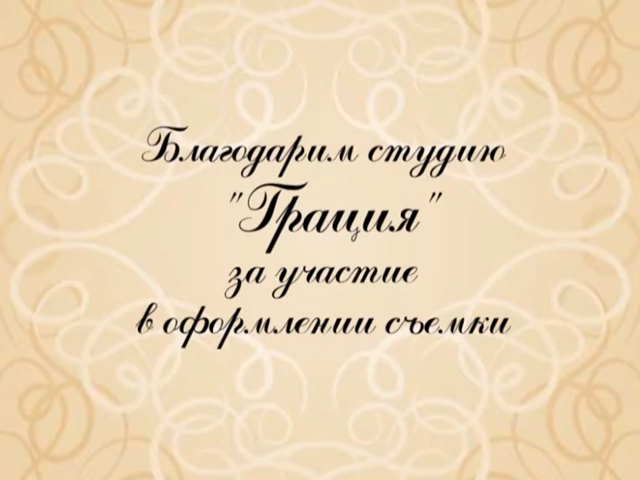 Благодарим студию
"Грация"
за участие
в оформлении съемки